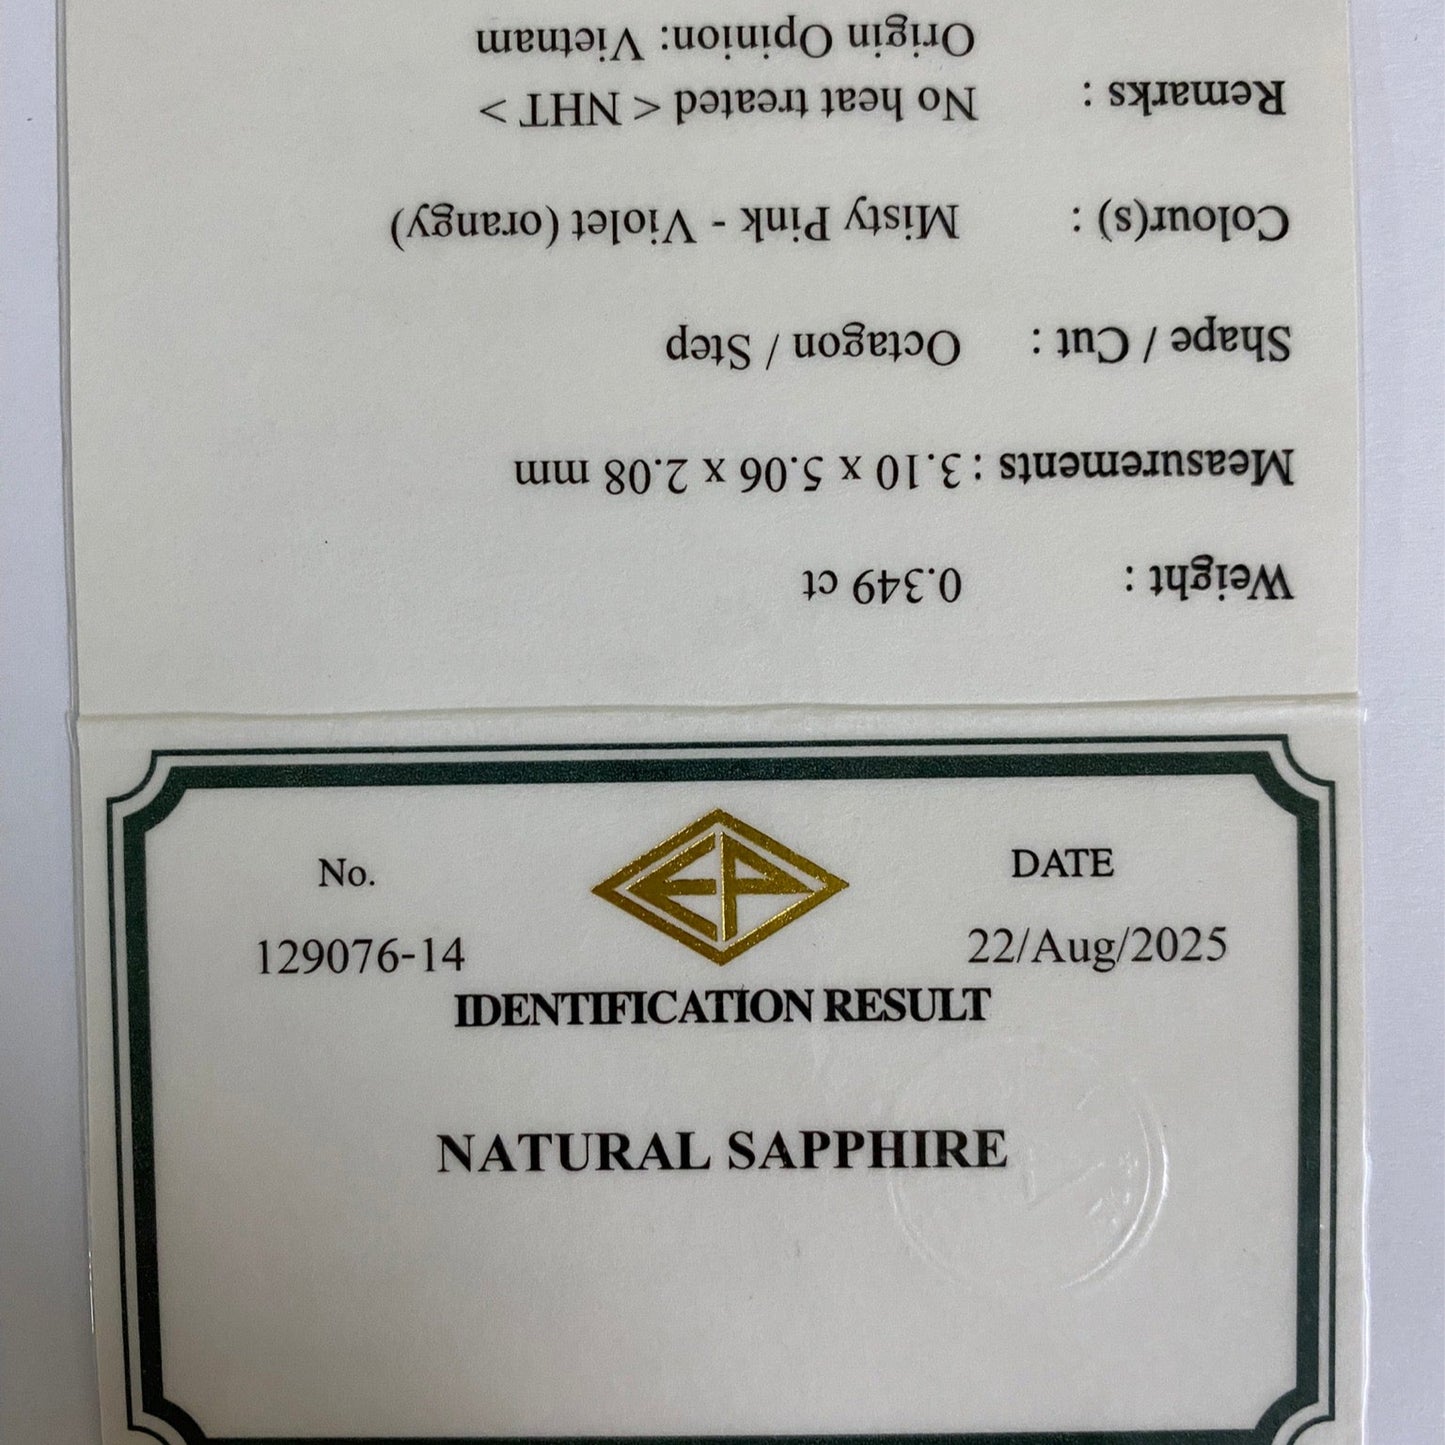 Weight : 0.349 ct
Measurements : 3.10 x 5.06 x 2.08 mm
Shape / Cut : Octagon / Step
Colour(s) : Misty Pink - Violet (orangy)
Remarks : No heat treated < NHT >
Origin Opinion: Vietnam
No. EP DATE
129076-14 22/Aug/2025
IDENTIFICATION RESULT
NATURAL SAPPHIRE